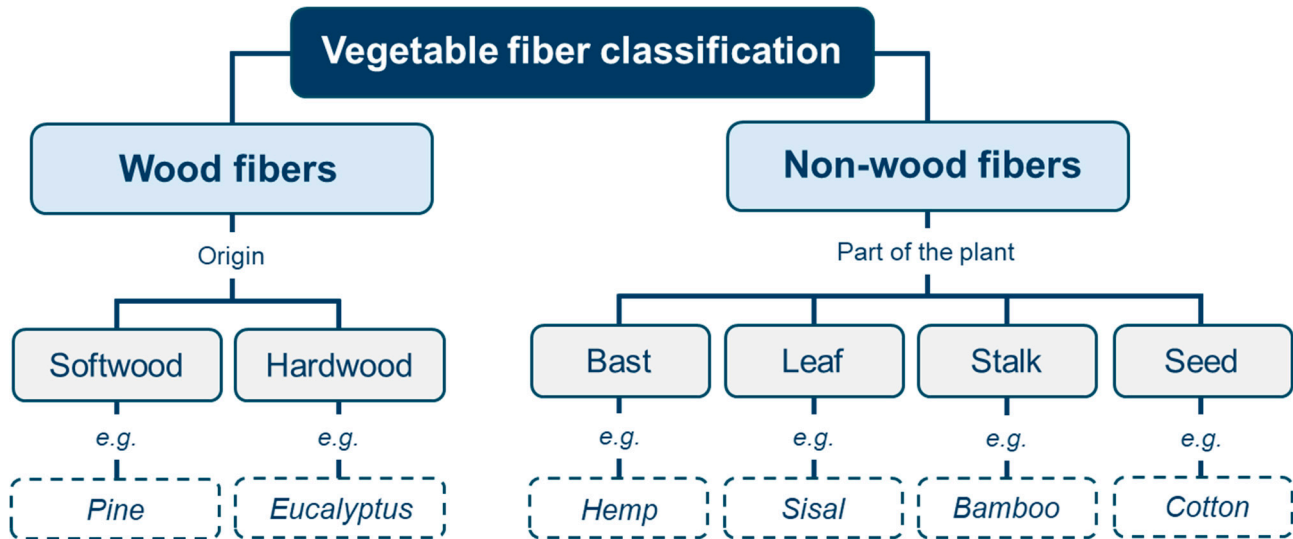 Vegetable fiber classification
Wood fibers
Non-wood fibers
Origin
Part of the plant
Softwood
Hardwood
Bast
Leaf
Stalk
Seed
e.g.
e.g.
e.g.
e.g.
e.g.
e.g.
Pine
Eucalyptus
Hemp
Sisal
Bamboo
Cotton